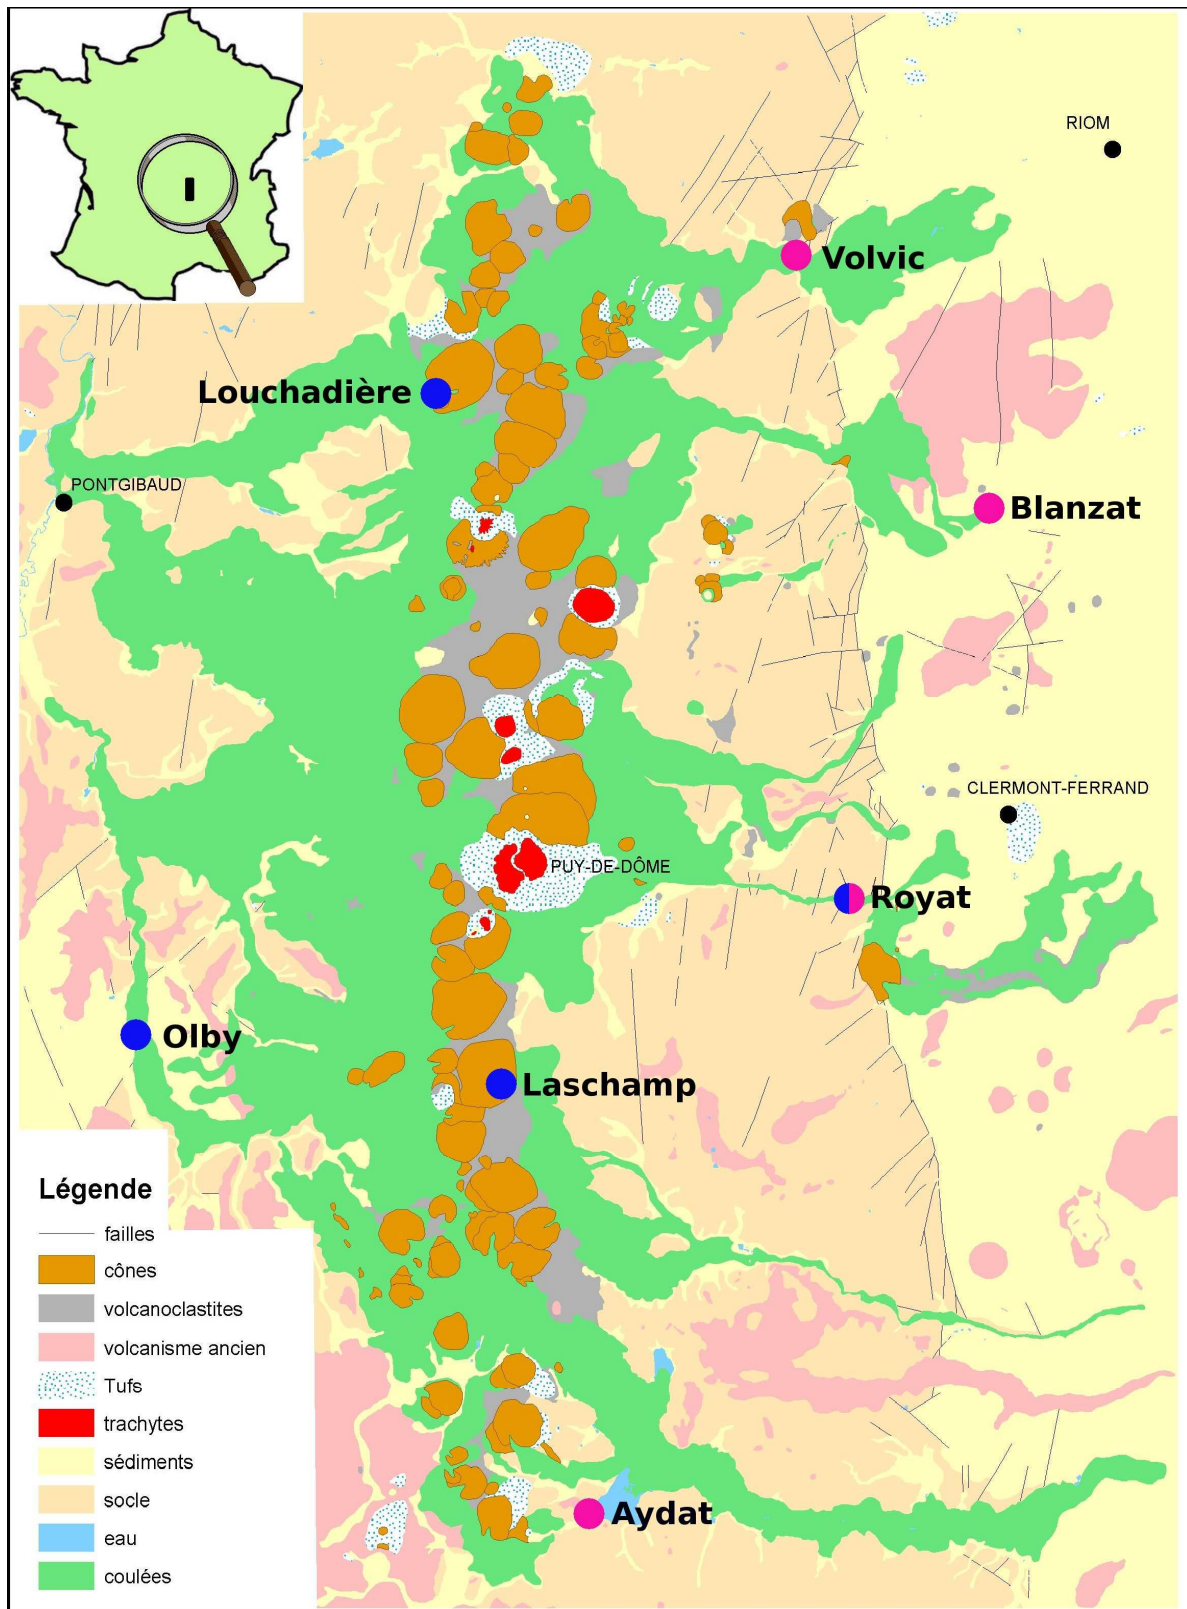 RIOM
Volvic
Louchadière
PONTGIBAUD
Blanzat
CLERMONT-FERRAND
PUY-DE-DÔME
Royat
Olby
Laschamp
Légende
failles
cônes
volcanoclastites
volcanisme ancien
Tufs
trachytes
sédiments
socle
eau
coulées
Aydat